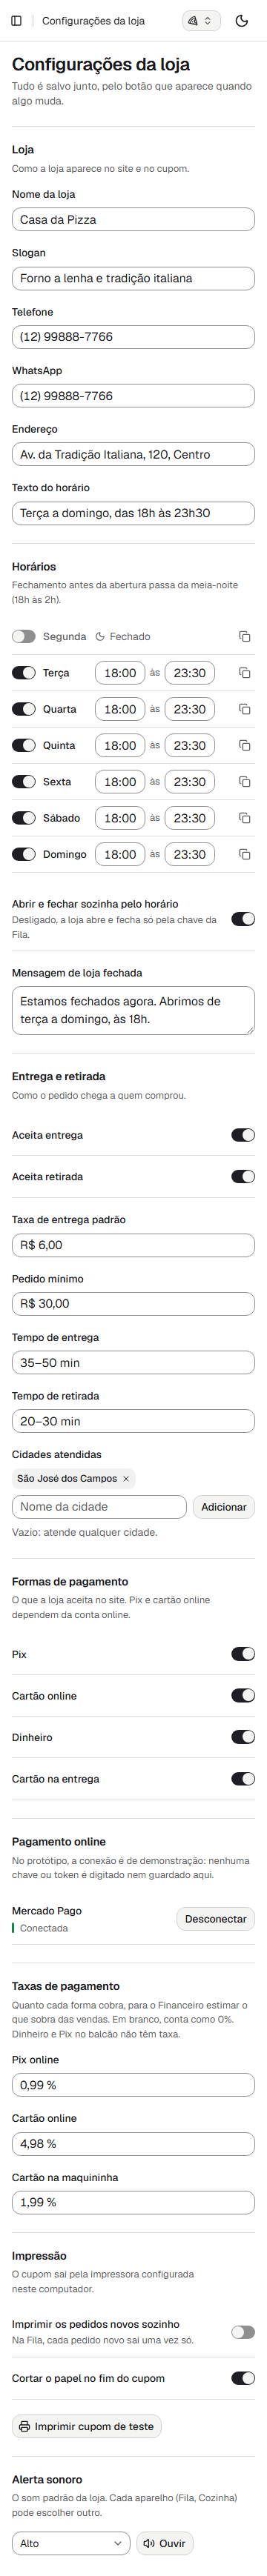 Configurações da loja
Configurações da loja
Tudo é salvo junto, pelo botão que aparece quando
algo muda.
Loja
Como a loja aparece no site e no cupom.
Nome da loja
Casa da Pizza
Slogan
Forno a lenha e tradição italiana
Telefone
(12) 99888-7766
WhatsApp
(12) 99888-7766
Endereço
Av. da Tradição Italiana, 120, Centro
Texto do horário
Terça a domingo, das 18h às 23h30
Horários
Fechamento antes da abertura passa da meia-noite
(18h às 2h).
Segunda Fechado
Terça 18:00 às 23:30
Quarta 18:00 às 23:30
Quinta 18:00 às 23:30
Sexta 18:00 às 23:30
Sábado 18:00 às 23:30
Domingo 18:00 às 23:30
Abrir e fechar sozinha pelo horário
Desligado, a loja abre e fecha só pela chave da
Fila.
Mensagem de loja fechada
Estamos fechados agora. Abrimos de
terça a domingo, às 18h.
Entrega e retirada
Como o pedido chega a quem comprou.
Aceita entrega
Aceita retirada
Taxa de entrega padrão
R$ 6,00
Pedido mínimo
R$ 30,00
Tempo de entrega
35–50 min
Tempo de retirada
20–30 min
Cidades atendidas
São José dos Campos ×
Nome da cidade Adicionar
Vazio: atende qualquer cidade.
Formas de pagamento
O que a loja aceita no site. Pix e cartão online
dependem da conta online.
Pix
Cartão online
Dinheiro
Cartão na entrega
Pagamento online
No protótipo, a conexão é de demonstração: nenhuma
chave ou token é digitado nem guardado aqui.
Mercado Pago
Conectada
Desconectar
Taxas de pagamento
Quanto cada forma cobra, para o Financeiro estimar o
que sobra das vendas. Em branco, conta como 0%.
Dinheiro e Pix no balcão não têm taxa.
Pix online
0,99 %
Cartão online
4,98 %
Cartão na maquininha
1,99 %
Impressão
O cupom sai pela impressora configurada
neste computador.
Imprimir os pedidos novos sozinho
Na Fila, cada pedido novo sai uma vez só.
Cortar o papel no fim do cupom
Imprimir cupom de teste
Alerta sonoro
O som padrão da loja. Cada aparelho (Fila, Cozinha)
pode escolher outro.
Alto Ouvir